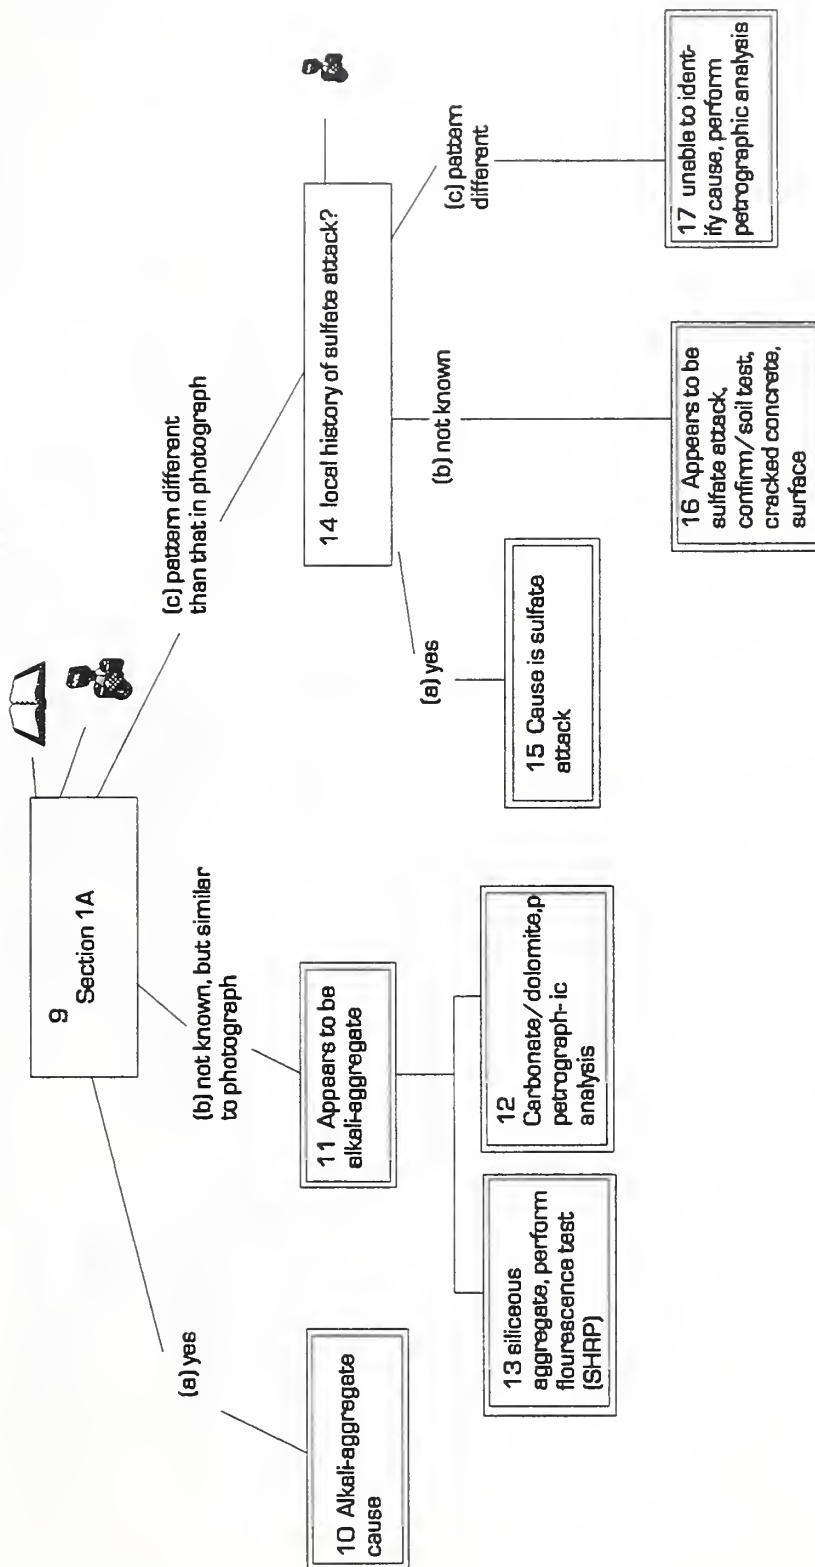 9
Section 1A
(a) yes
(b) not known, but similar
to photograph
(c) pattern different
than that in photograph
10 Alkali-aggregate
cause
11 Appears to be
alkali-aggregate
14 local history of sulfate attack?
13 siliceous
aggregate, perform
flourescence test
(SHRP)
12
Carbonate/dolomite,p
petrograph-ic
analysis
(a) yes
(b) not known
(c) pattern
different
15 Cause is sulfate
attack
16 Appears to be
sulfate attack,
confirm/soil test,
cracked concrete,
surface
17 unable to ident-
ify cause, perform
petrographic analysis